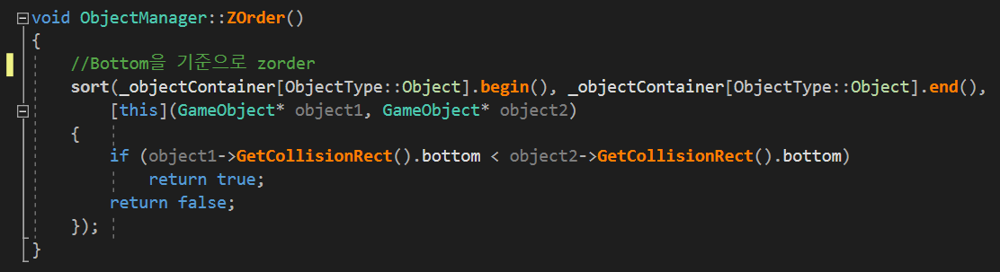 void ObjectManager::ZOrder()
{
    //Bottom을 기준으로 zorder
    sort(_objectContainer[ObjectType::Object].begin(), _objectContainer[ObjectType::Object].end(),
        [this](GameObject* object1, GameObject* object2)
    {
        if (object1->GetCollisionRect().bottom < object2->GetCollisionRect().bottom)
            return true;
        return false;
    });
}